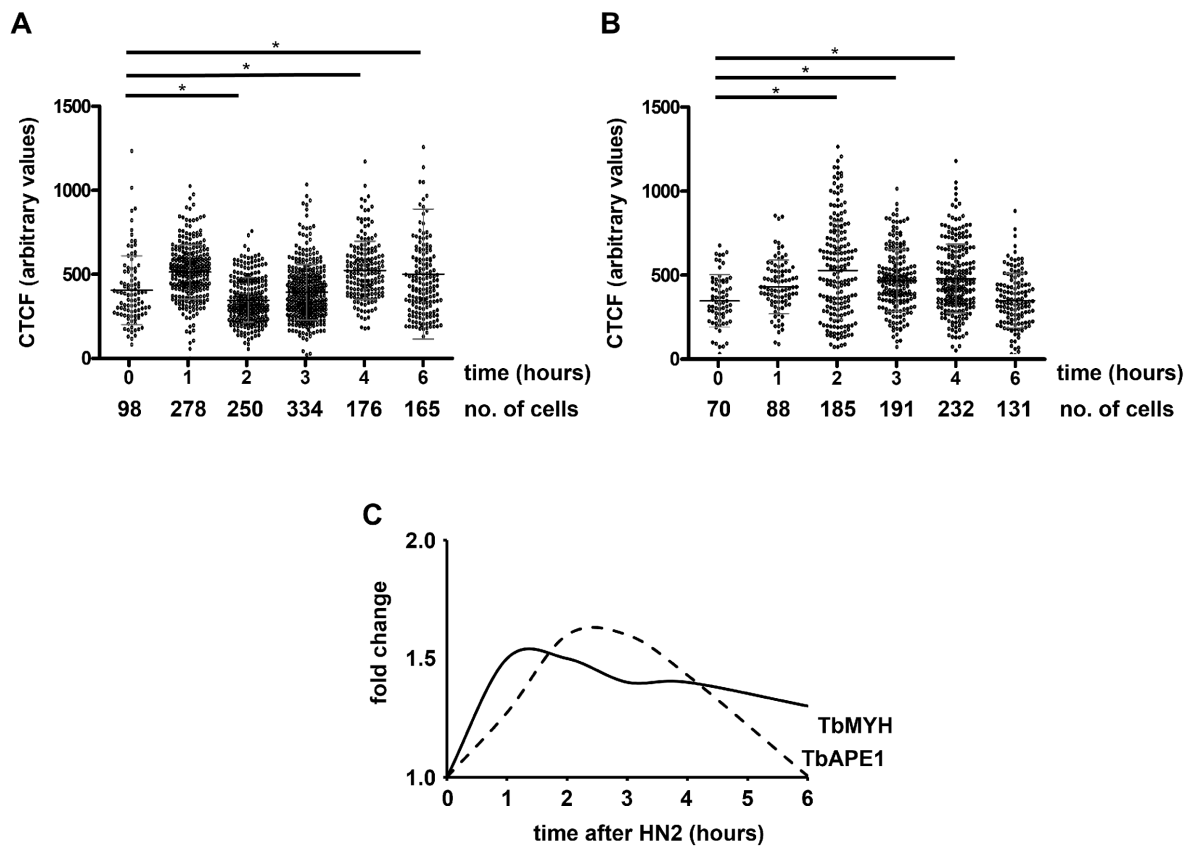 A
*
*
*
1500
1000
500
0
CTCF (arbitrary values)
0 1 2 3 4 6 time (hours)
98 278 250 334 176 165 no. of cells
B
*
*
*
1500
1000
500
0
CTCF (arbitrary values)
0 1 2 3 4 6 time (hours)
70 88 185 191 232 131 no. of cells
C
2.0
1.5
1.0
fold change
TbMYH
TbAPE1
0 1 2 3 4 5 6
time after HN2 (hours)